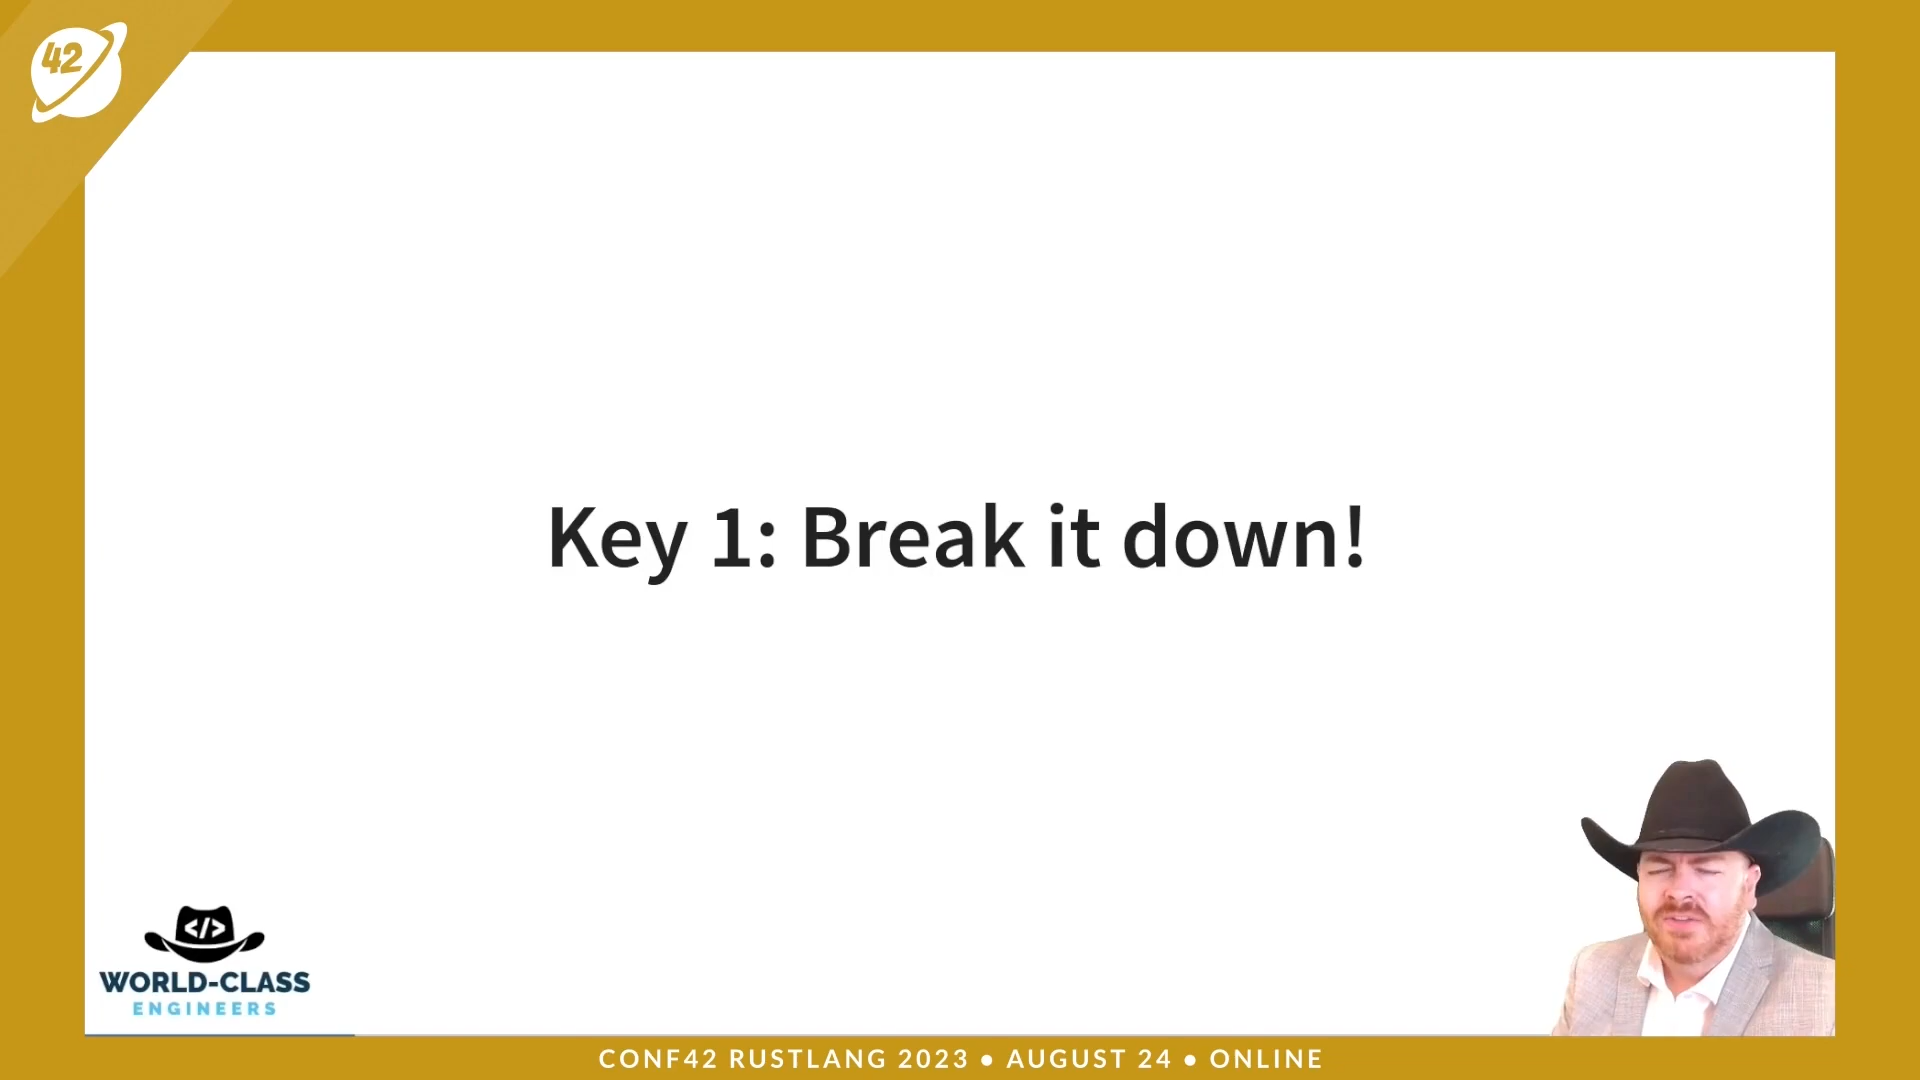 42
Key 1: Break it down!
</>
WORLD-CLASS
ENGINEERS
CONF42 RUSTLANG 2023 • AUGUST 24 • ONLINE